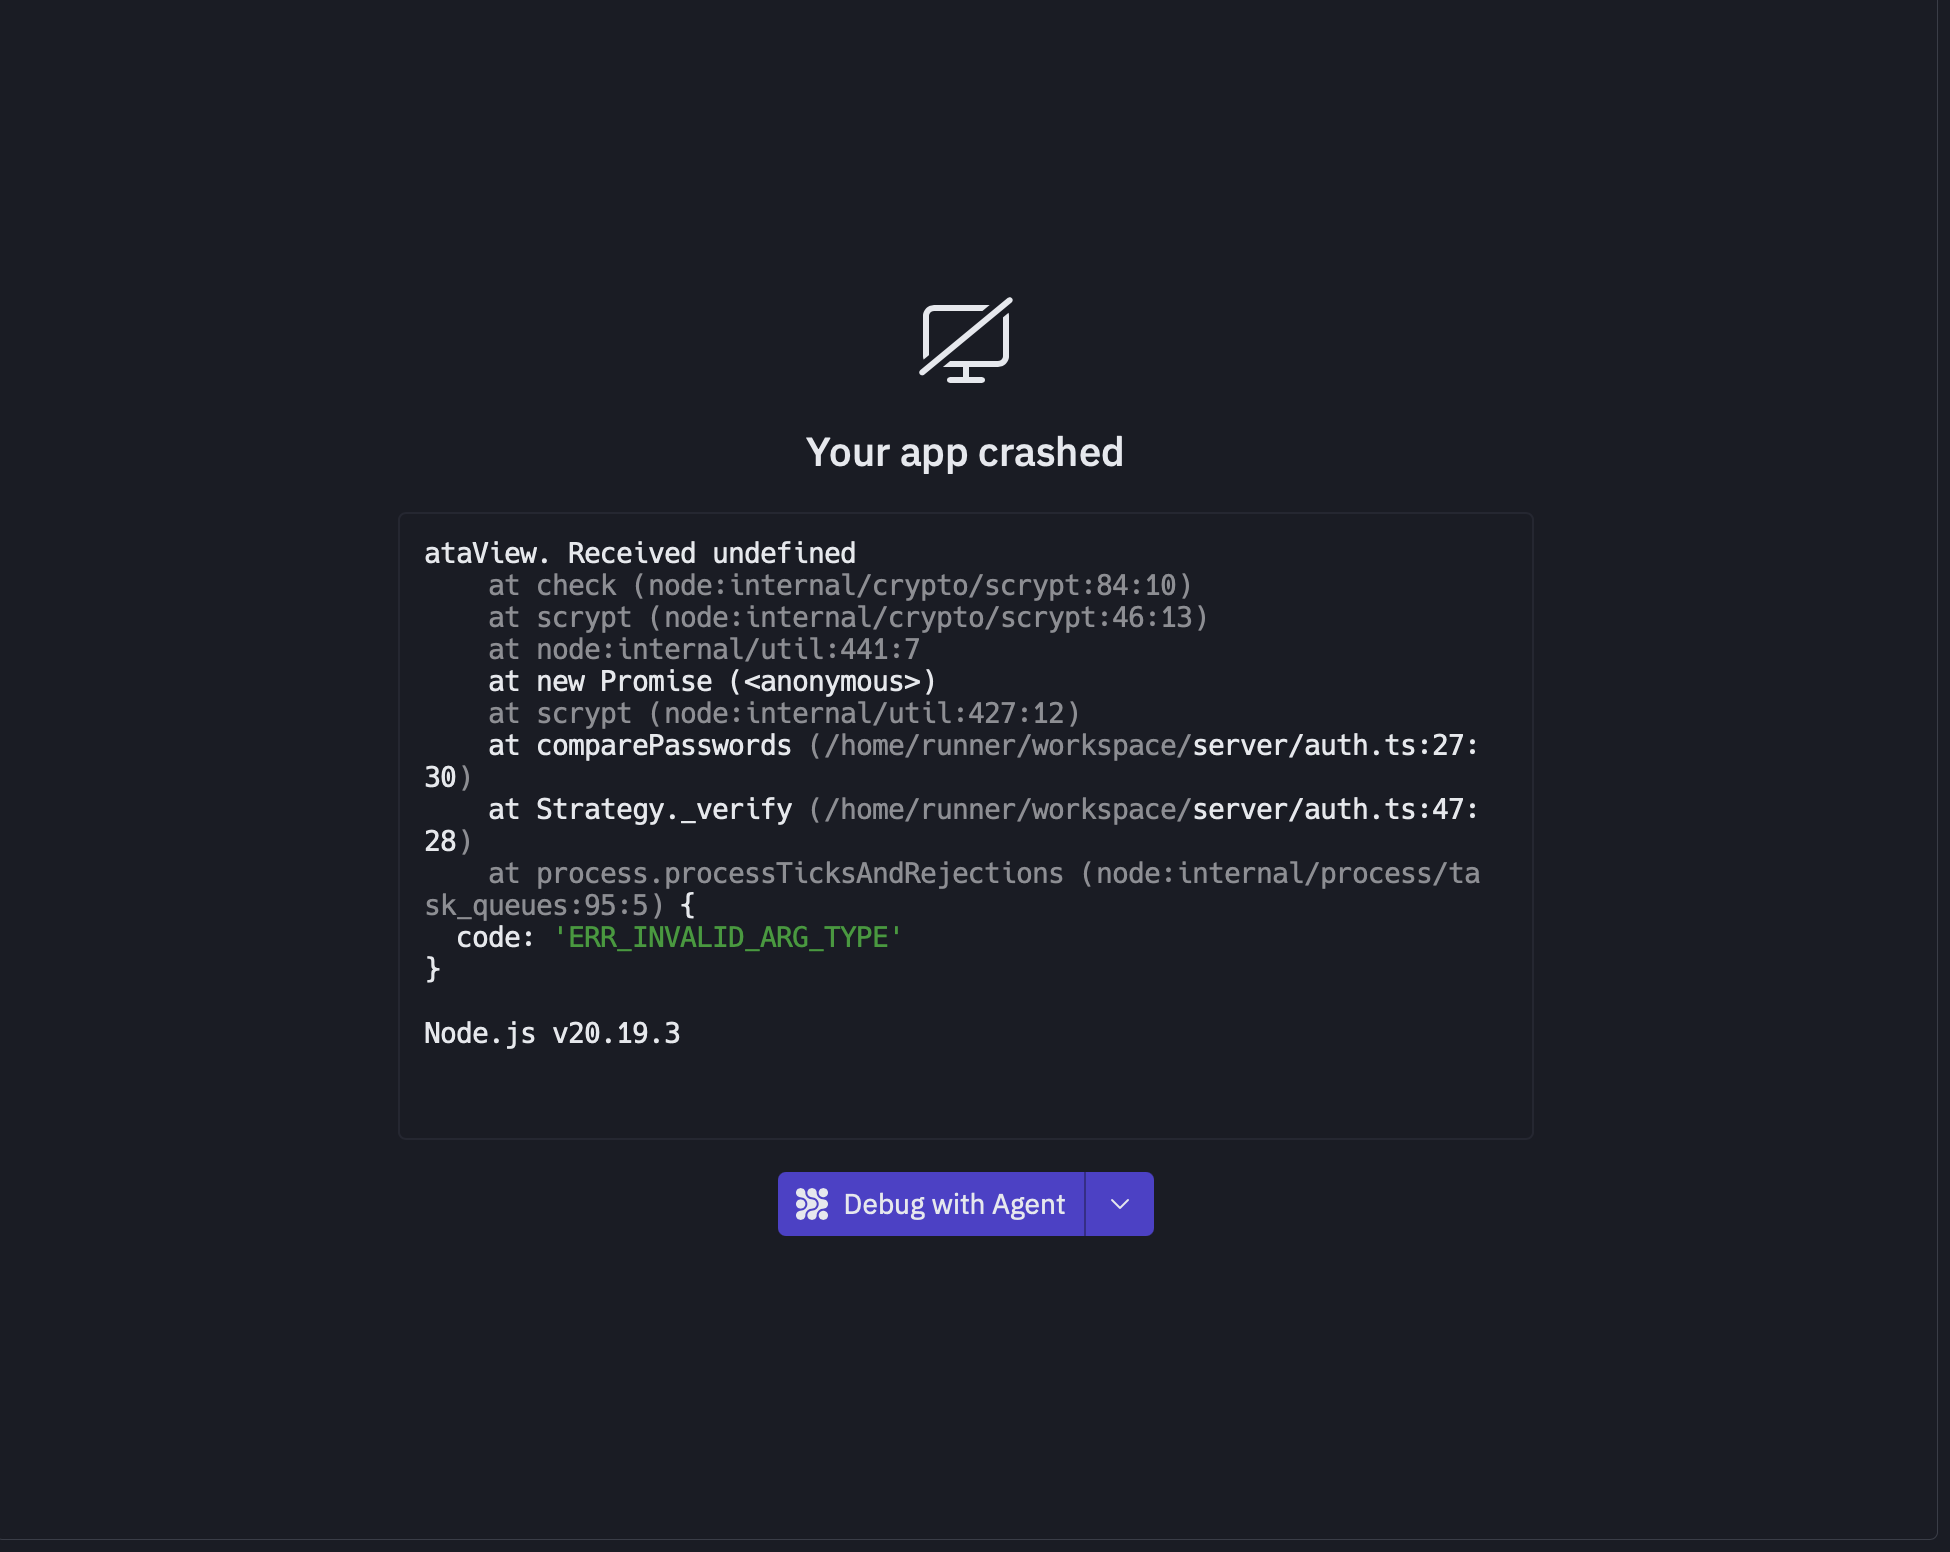 Your app crashed
ataView. Received undefined
    at check (node:internal/crypto/scrypt:84:10)
    at scrypt (node:internal/crypto/scrypt:46:13)
    at node:internal/util:441:7
    at new Promise (<anonymous>)
    at scrypt (node:internal/util:427:12)
    at comparePasswords (/home/runner/workspace/server/auth.ts:27:
30)
    at Strategy._verify (/home/runner/workspace/server/auth.ts:47:
28)
    at process.processTicksAndRejections (node:internal/process/ta
sk_queues:95:5) {
  code: 'ERR_INVALID_ARG_TYPE'
}
Node.js v20.19.3
Debug with Agent